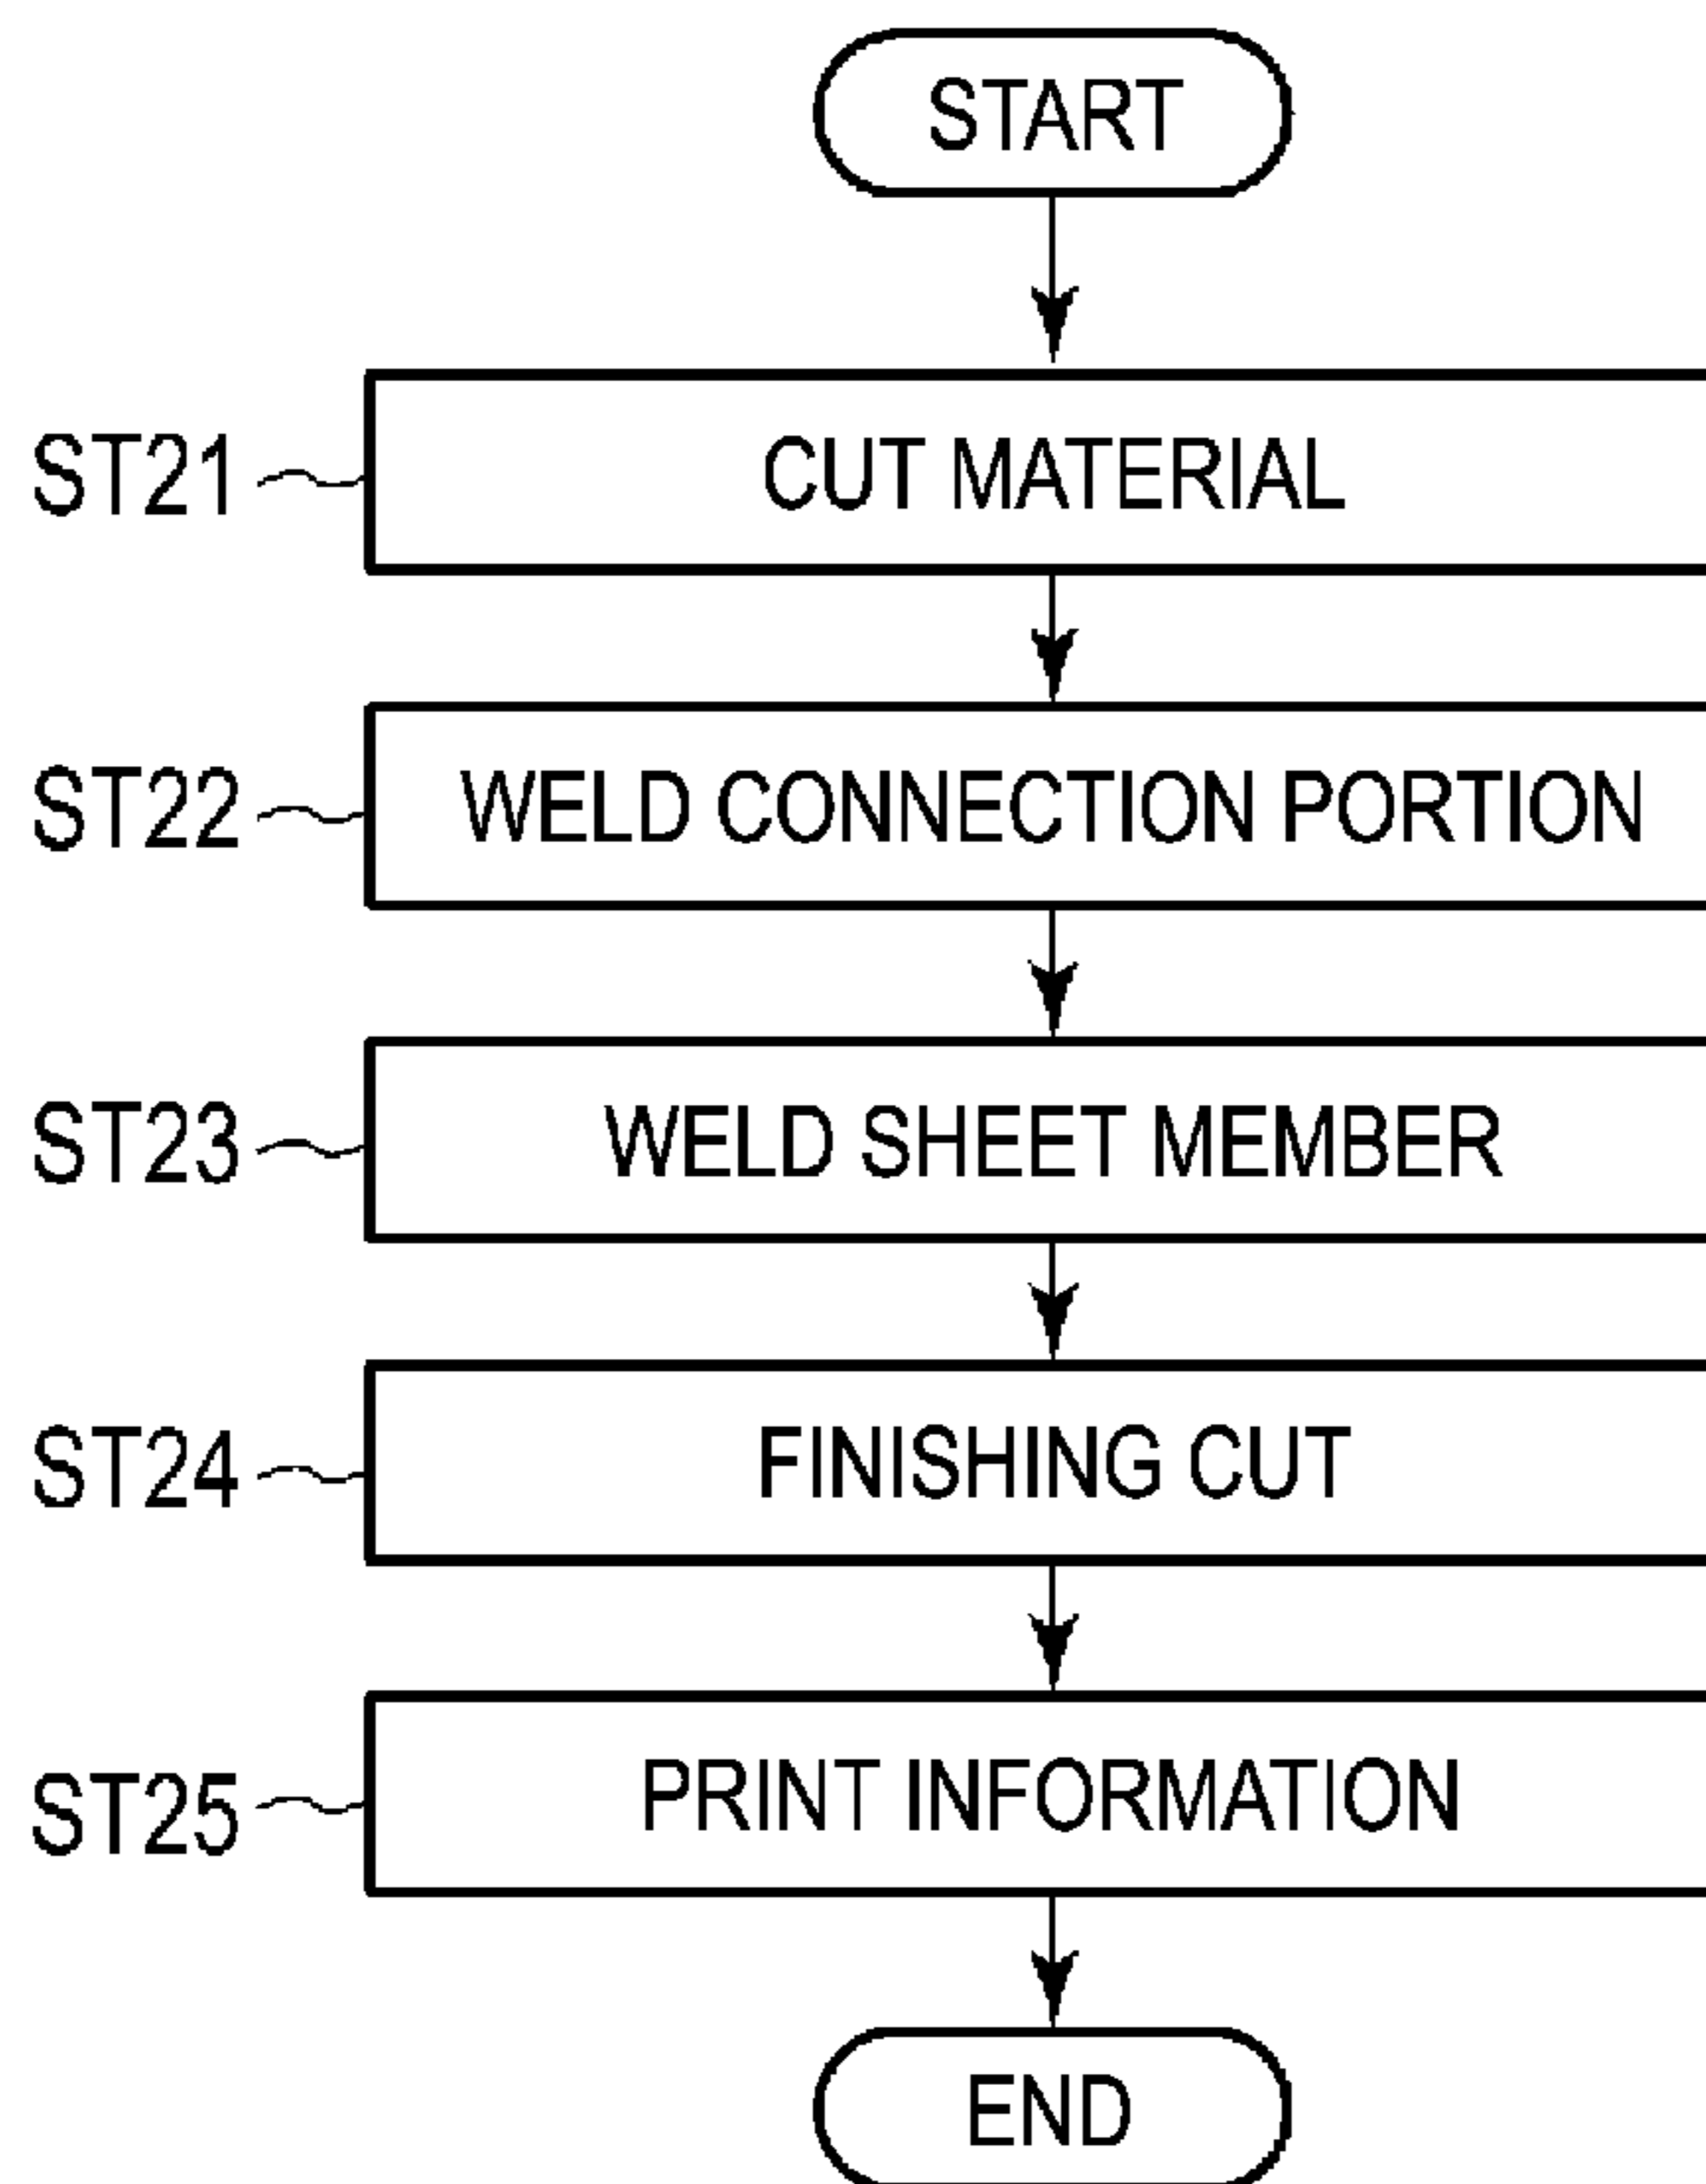 START
ST21 CUT MATERIAL
ST22 WELD CONNECTION PORTION
ST23 WELD SHEET MEMBER
ST24 FINISHING CUT
ST25 PRINT INFORMATION
END